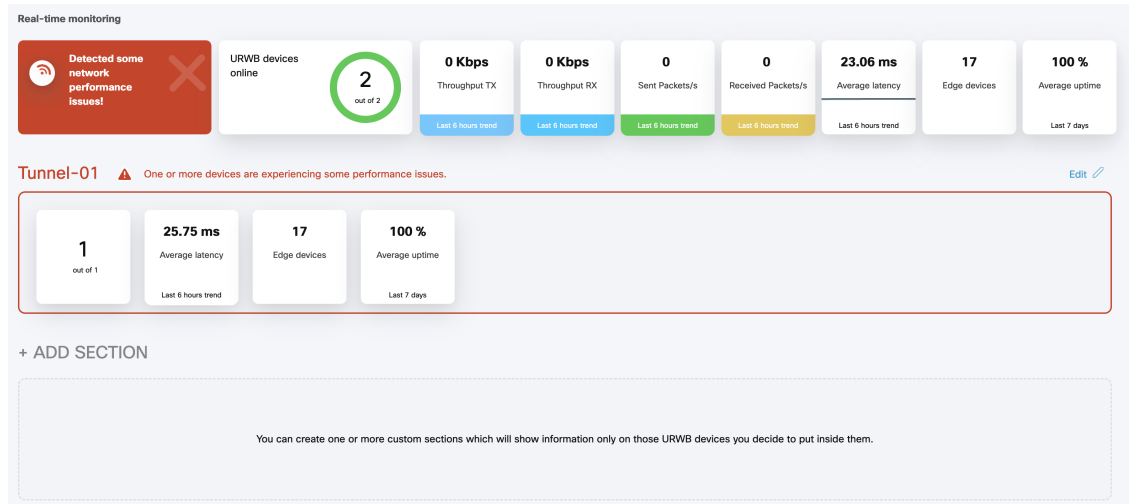 Real-time monitoring
Detected some
network
performance
issues!
URWB devices
online
2
out of 2
0 Kbps
Throughput TX
Last 6 hours trend
0 Kbps
Throughput RX
Last 6 hours trend
0
Sent Packets/s
Last 6 hours trend
0
Received Packets/s
Last 6 hours trend
23.06 ms
Average latency
Last 6 hours trend
17
Edge devices
100 %
Average uptime
Last 7 days
Tunnel-01
One or more devices are experiencing some performance issues.
Edit
1
out of 1
25.75 ms
Average latency
Last 6 hours trend
17
Edge devices
100 %
Average uptime
Last 7 days
+ ADD SECTION
You can create one or more custom sections which will show information only on those URWB devices you decide to put inside them.